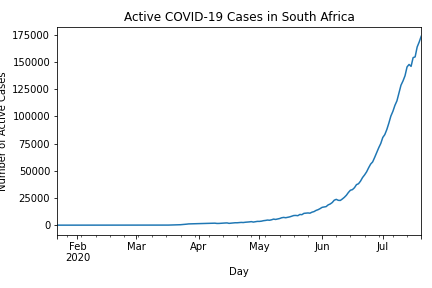 Active COVID-19 Cases in South Africa
Number of Active Cases
175000
150000
125000
100000
75000
50000
25000
0
Feb
2020
Mar
Apr
May
Jun
Jul
Day